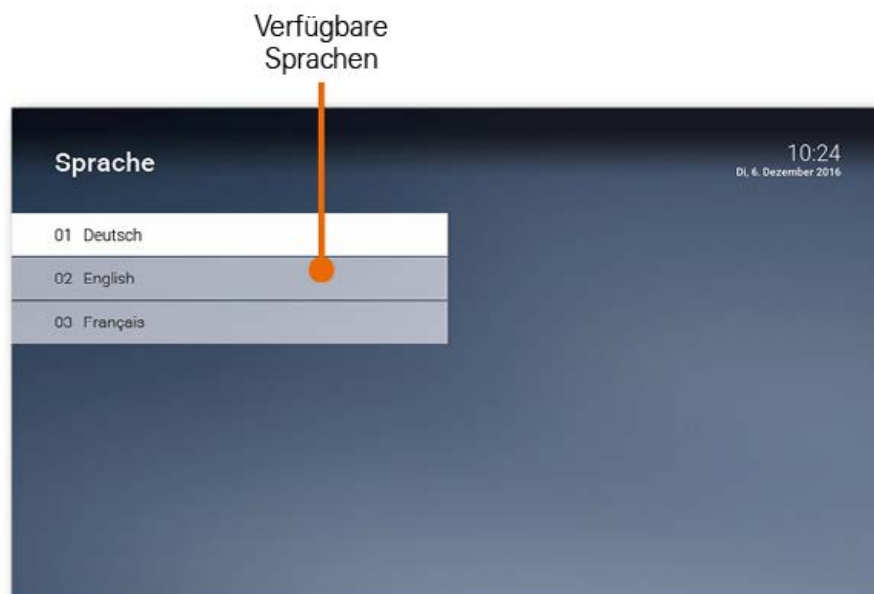 Verfügbare
Sprachen
Sprache
10:24
Di, 6. Dezember 2016
01 Deutsch
02 English
03 Français